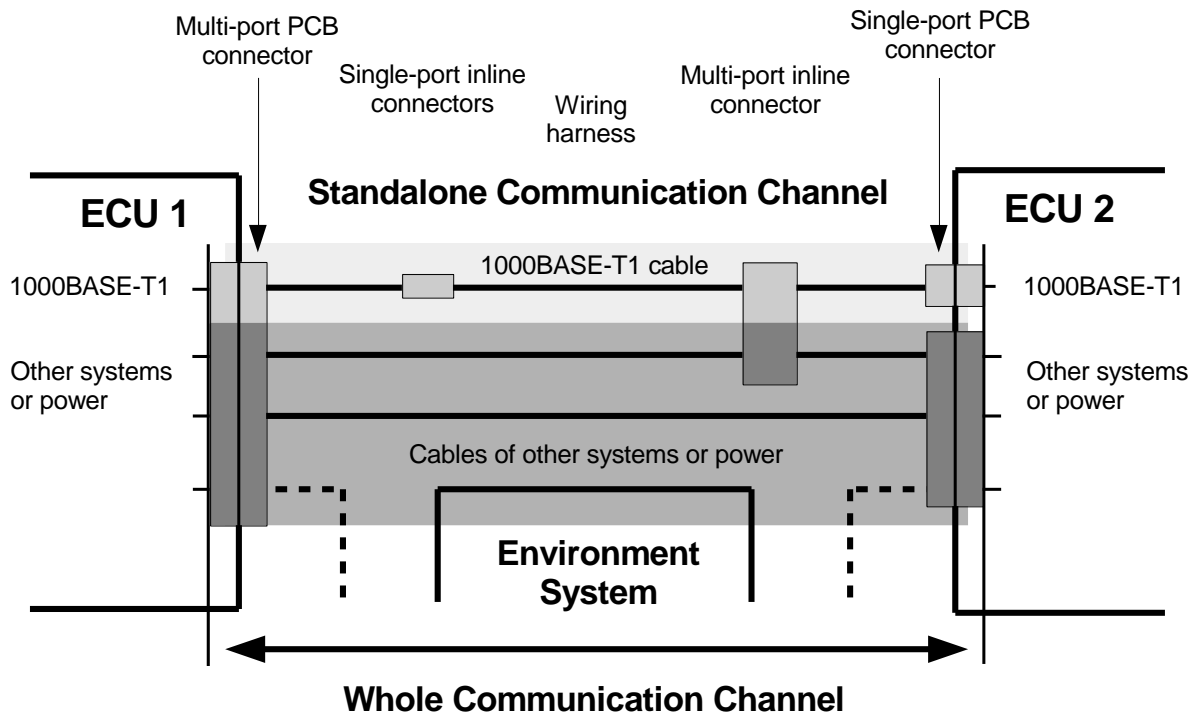 Multi-port PCB
connector
Single-port PCB
connector
Single-port inline
connectors
Wiring
harness
Multi-port inline
connector
Standalone Communication Channel
ECU 1
ECU 2
1000BASE-T1 cable
1000BASE-T1
1000BASE-T1
Other systems
or power
Other systems
or power
Cables of other systems or power
Environment
System
Whole Communication Channel